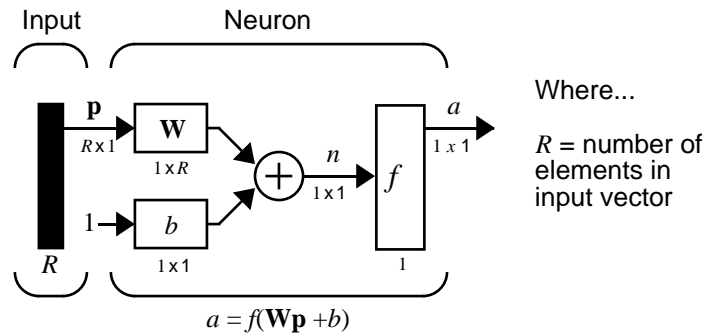 Input Neuron
p a Where...
R x 1 W n 1 x 1
1 x R 1 x 1 f R = number of
elements in
input vector
1 b
R 1 x 1 1
a = f(Wp +b)